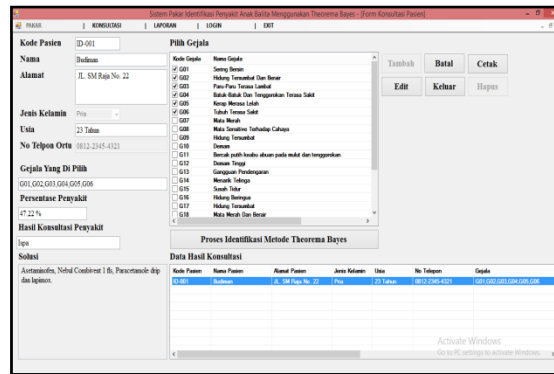 Sistem Pakar Identifikasi Penyakit Anak Balita Menggunakan Theorema Bayes - [Form Konsultasi Pasien]
PAKAR | KONSULTASI | LAPORAN | LOGIN | EXIT
Kode Pasien ID-001
Nama Budiman
Alamat JL. SM Raja No. 22
Jenis Kelamin Pria
Usia 23 Tahun
No Telpon Ortu 0812-2345-4321
Gejala Yang Di Pilih
G01,G02,G03,G04,G05,G06
Persentase Penyakit
47.22 %
Hasil Konsultasi Penyakit
Ispa
Solusi
Asetaminofen, Nebul Combivent 1 fls, Paracetamole drip
dan lapimox.
Pilih Gejala
Kode Gejala Nama Gejala
G01 Sering Bersin
G02 Hidung Tersumbat Dan Berair
G03 Paru-Paru Terasa Lambat
G04 Batuk-Batuk Dan Tenggorokan Terasa Sakit
G05 Kerap Merasa Lelah
G06 Tubuh Terasa Sakit
G07 Mata Merah
G08 Mata Sensitive Terhadap Cahaya
G09 Hidung Tersumbat
G10 Demam
G11 Bercak putih keabu abuan pada mulut dan tenggorokan
G12 Demam Tinggi
G13 Gangguan Pendengaran
G14 Menarik Telinga
G15 Susah Tidur
G16 Hidung Beringus
G17 Hidung Tersumbat
G18 Mata Merah Dan Berair
Tambah Batal Cetak
Edit Keluar Hapus
Proses Identifikasi Metode Theorema Bayes
Data Hasil Konsultasi
Kode Pasien Nama Pasien Alamat Pasien Jenis Kelamin Usia No Telepon Gejala
ID-001 Budiman JL. SM Raja No. 22 Pria 23 Tahun 0812-2345-4321 G01,G02,G03,G04,G05,G06
Activate Windows
Go to PC settings to activate Windows.